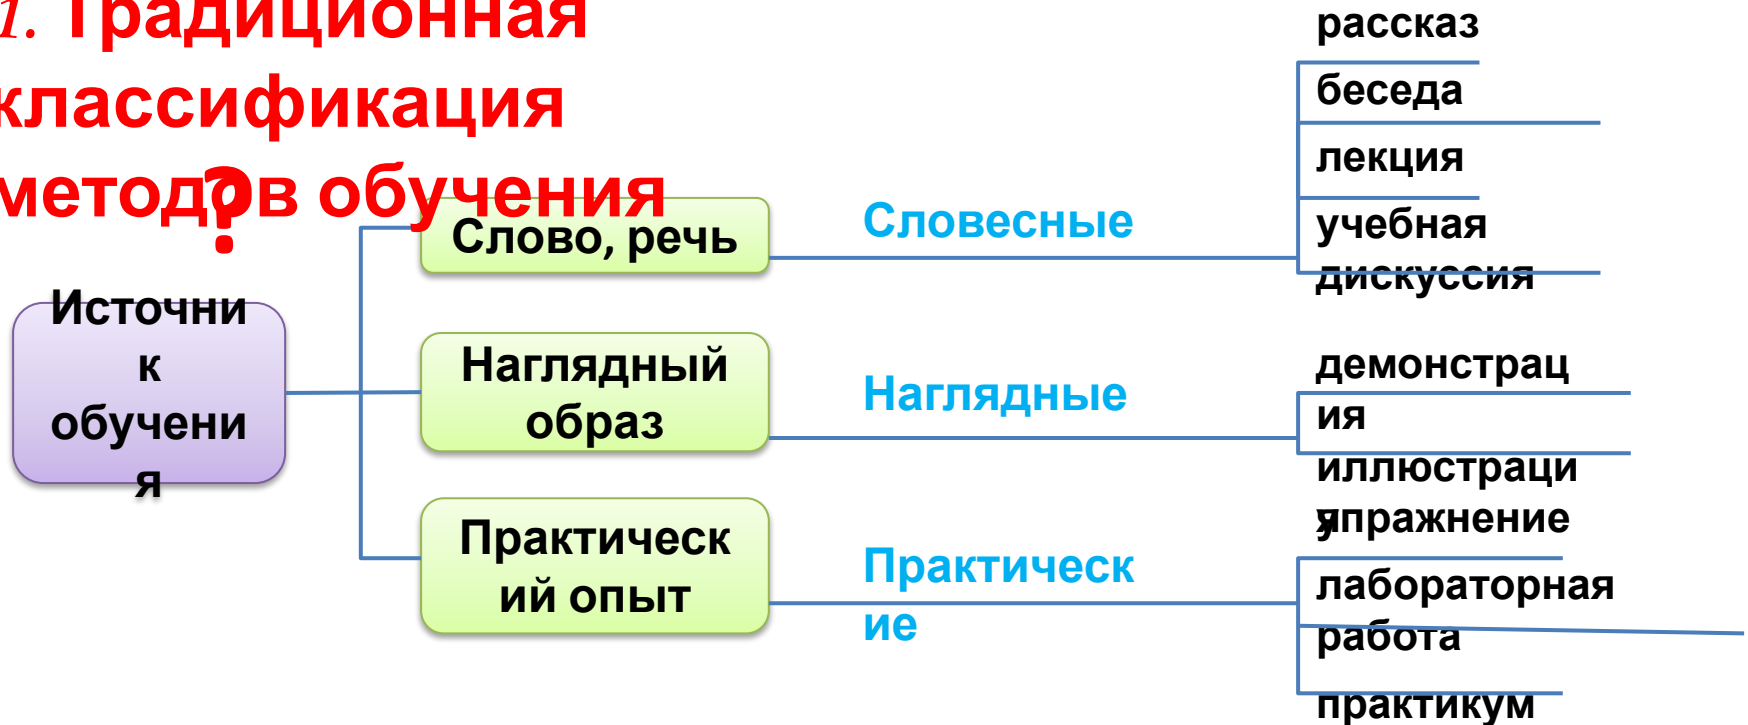 1. Традиционная
классификация
методов обучения
?
Источни
к
обучени
я
Слово, речь
Наглядный
образ
Практическ
ий опыт
Словесные
Наглядные
Практическ
ие
рассказ
беседа
лекция
учебная
дискуссия
демонстрац
ия
иллюстраци
я
упражнение
лабораторная
работа
практикум